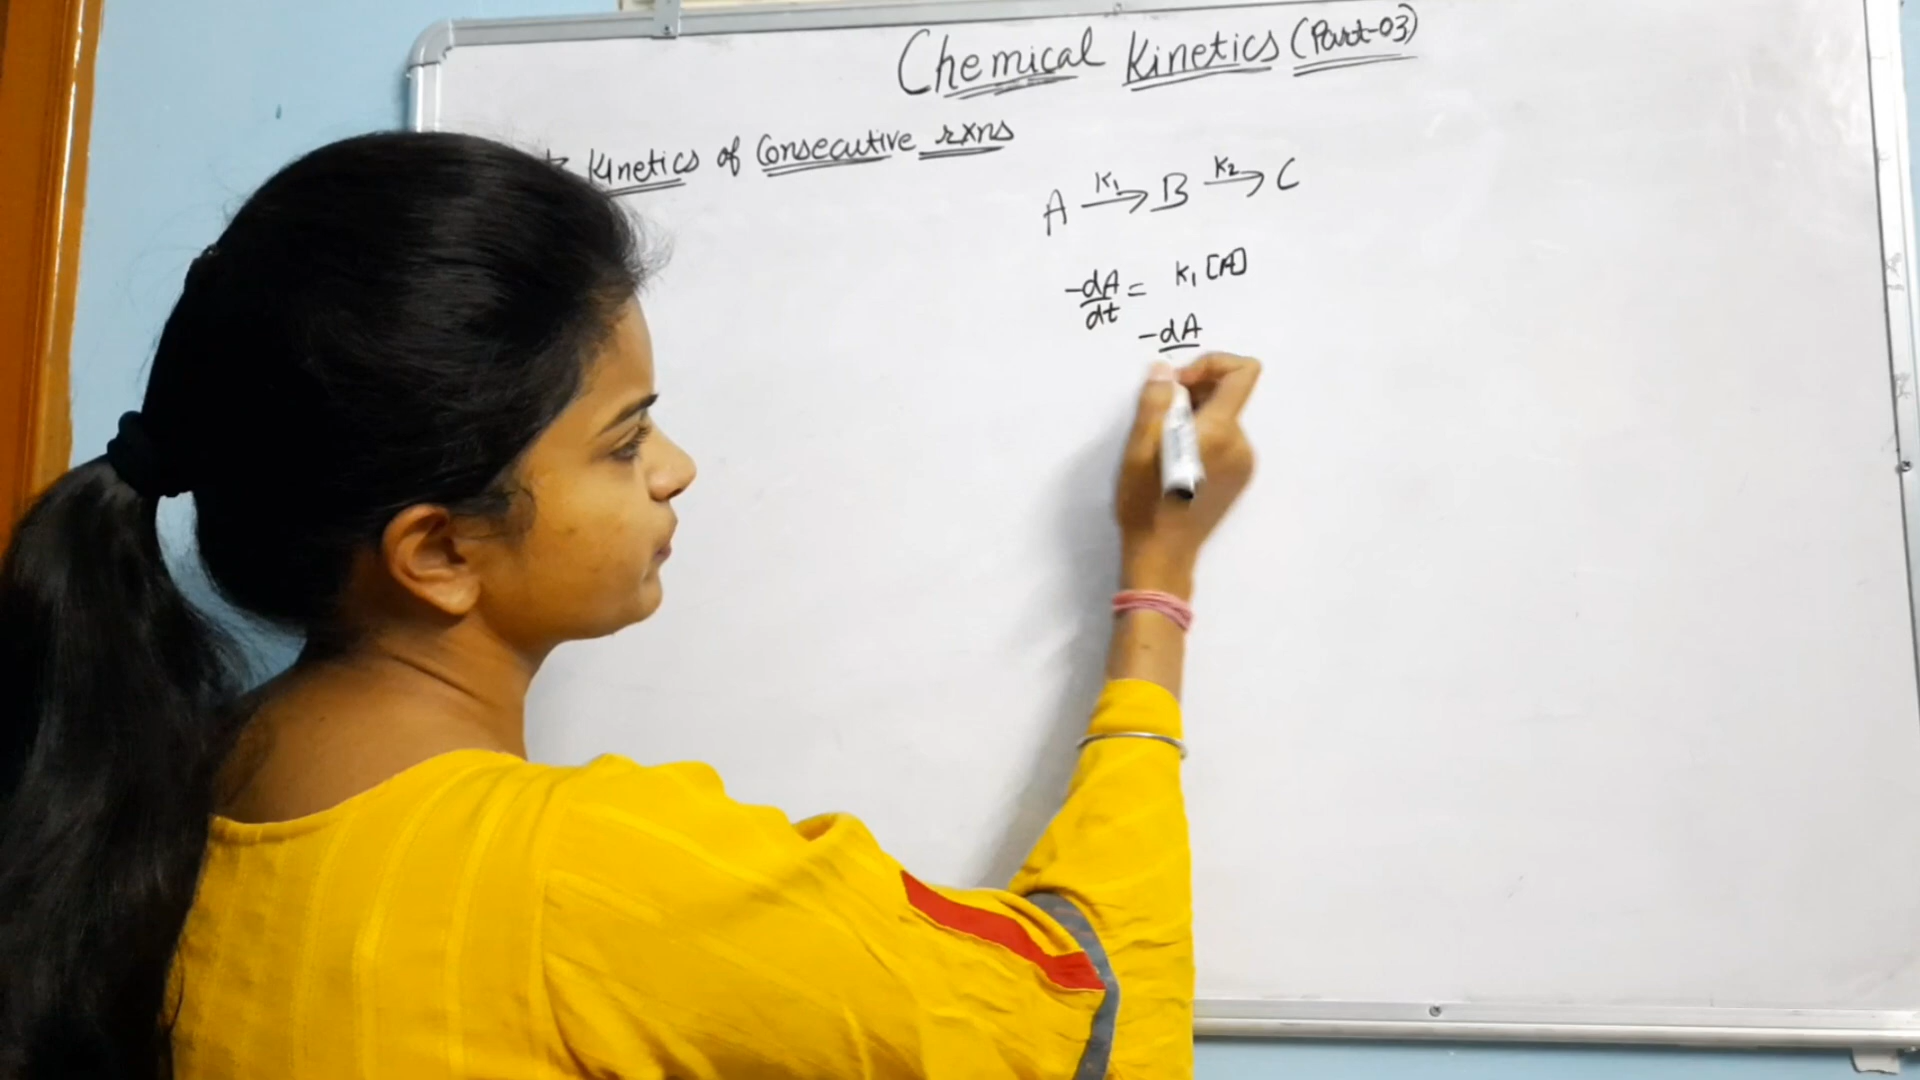 Chemical Kinetics (Part-03)
Kinetics of Consecutive rxns
A K₁→ B K₂→ C
-dA/dt = K₁ [A]
-dA